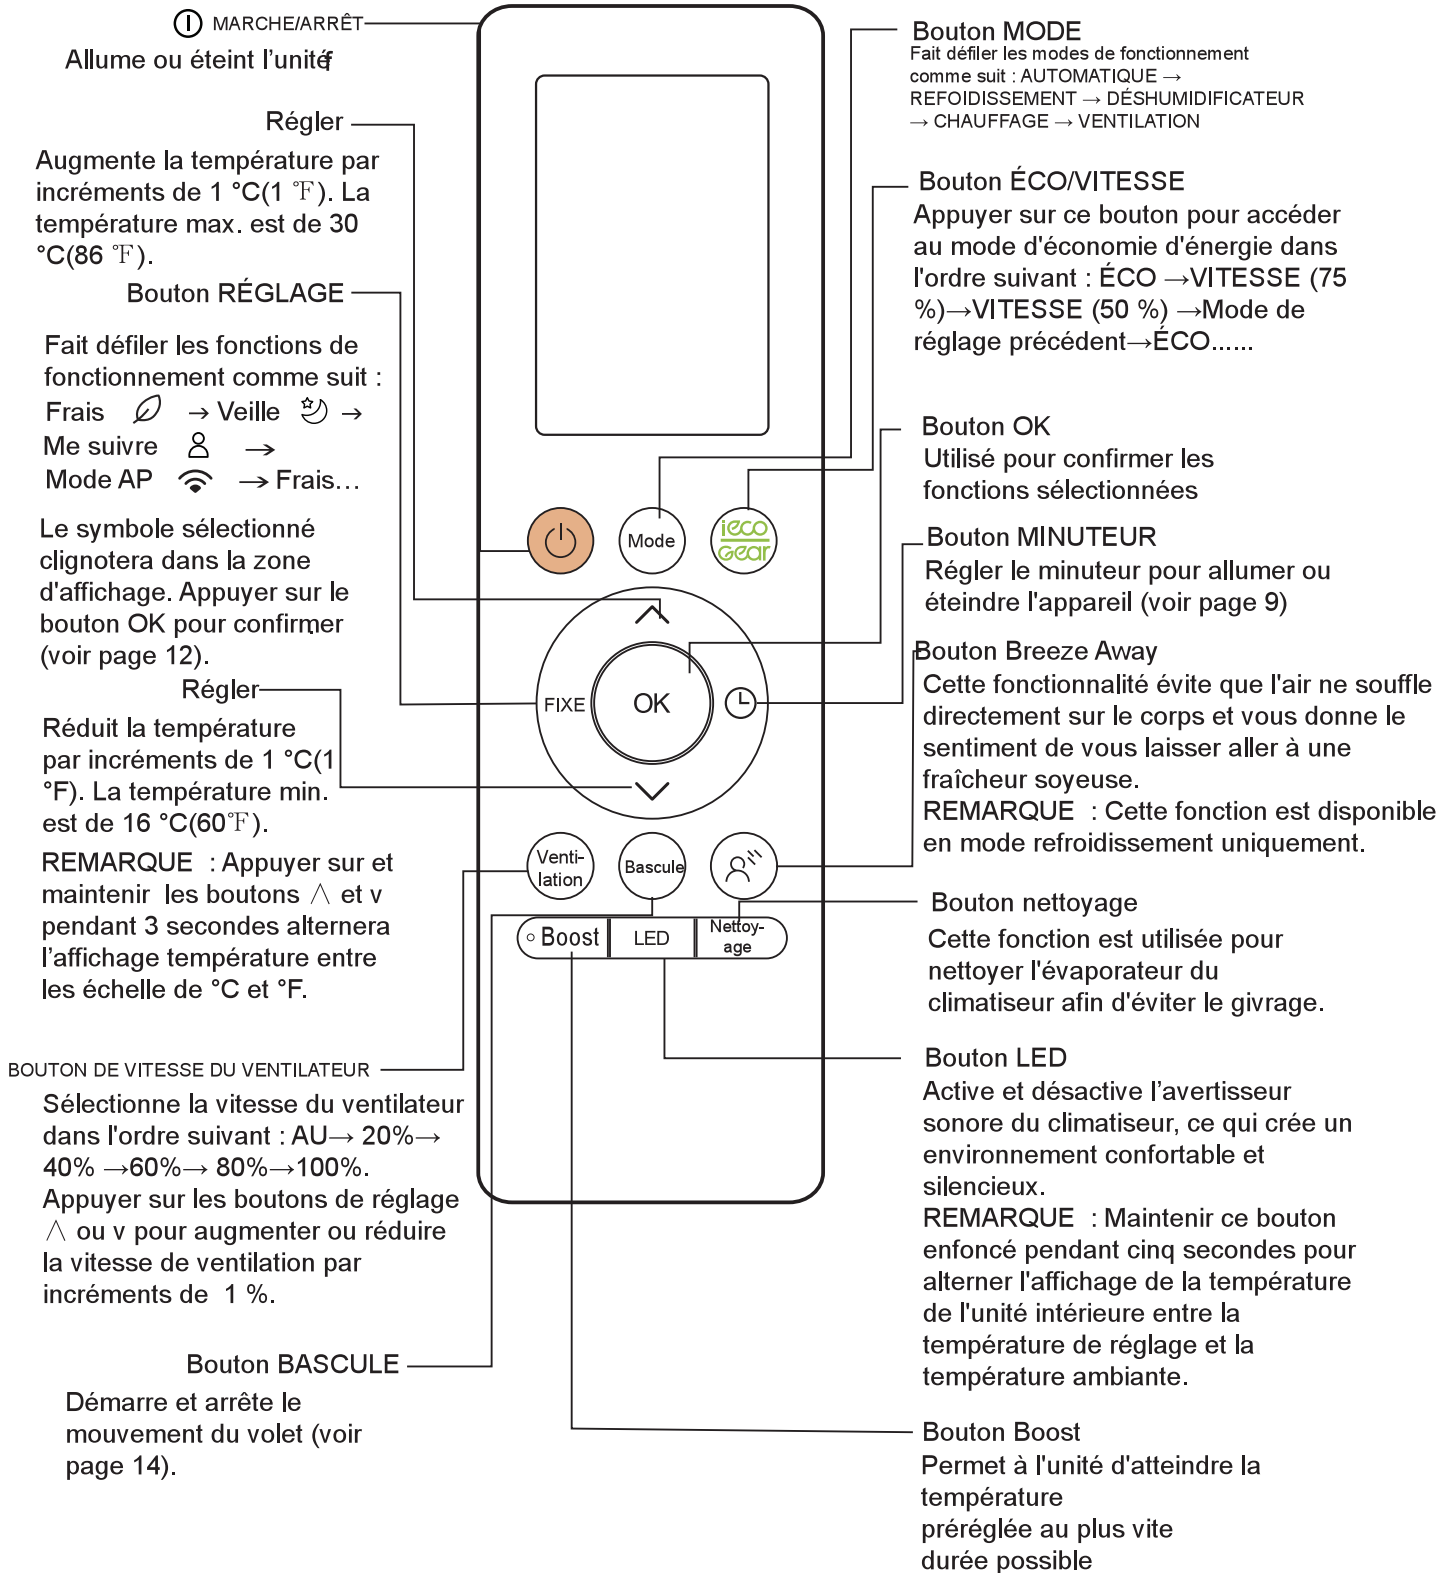 MARCHE/ARRÊT
Allume ou éteint l'unité
Régler
Augmente la température par
incréments de 1 °C(1 °F). La
température max. est de 30
°C(86 °F).
Bouton RÉGLAGE
Fait défiler les fonctions de
fonctionnement comme suit :
Frais → Veille →
Me suivre →
Mode AP → Frais...
Le symbole sélectionné
clignotera dans la zone
d'affichage. Appuyer sur le
bouton OK pour confirmer.
(voir page 12).
Régler
Réduit la température
par incréments de 1 °C(1
°F). La température min.
est de 16 °C(60°F).
REMARQUE : Appuyer sur et
maintenir les boutons ∧ et v
pendant 3 secondes alternera
l'affichage température entre
les échelle de °C et °F.
BOUTON DE VITESSE DU VENTILATEUR
Sélectionne la vitesse du ventilateur
dans l'ordre suivant : AU→ 20%→
40% →60%→ 80%→100%.
Appuyer sur les boutons de réglage
∧ ou v pour augmenter ou réduire
la vitesse de ventilation par
incréments de 1 %.
Bouton BASCULE
Démarre et arrête le
mouvement du volet (voir
page 14).
Mode
ieco
Gear
FIXE
OK
Venti-
lation
Bascule
Boost
LED
Nettoy-
age
Bouton MODE
Fait défiler les modes de fonctionnement
comme suit : AUTOMATIQUE →
REFOIDISSEMENT → DÉSHUMIDIFICATEUR
→ CHAUFFAGE → VENTILATION
Bouton ÉCO/VITESSE
Appuyer sur ce bouton pour accéder
au mode d'économie d'énergie dans
l'ordre suivant : ÉCO →VITESSE (75
%)→VITESSE (50 %) →Mode de
réglage précédent→ÉCO......
Bouton OK
Utilisé pour confirmer les
fonctions sélectionnées
Bouton MINUTEUR
Régler le minuteur pour allumer ou
éteindre l'appareil (voir page 9)
Bouton Breeze Away
Cette fonctionnalité évite que l'air ne souffle
directement sur le corps et vous donne le
sentiment de vous laisser aller à une
fraîcheur soyeuse.
REMARQUE : Cette fonction est disponible
en mode refroidissement uniquement.
Bouton nettoyage
Cette fonction est utilisée pour
nettoyer l'évaporateur du
climatiseur afin d'éviter le givrage.
Bouton LED
Active et désactive l'avertisseur
sonore du climatiseur, ce qui crée un
environnement confortable et
silencieux.
REMARQUE : Maintenir ce bouton
enfoncé pendant cinq secondes pour
alterner l'affichage de la température
de l'unité intérieure entre la
température de réglage et la
température ambiante.
Bouton Boost
Permet à l'unité d'atteindre la
température
préréglée au plus vite
durée possible